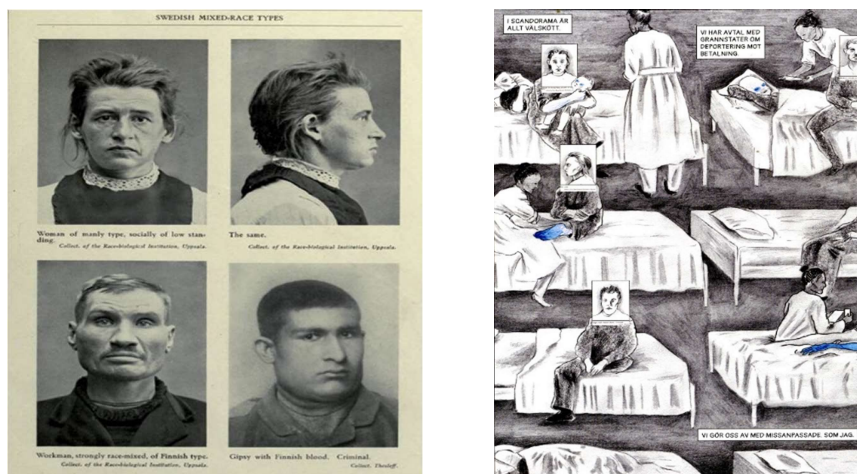 SWEDISH MIXED-RACE TYPES
Woman of manly type, socially of low stan-
ding.
Collect. of the Race-biological Institution, Uppsala.
The same.
Collect. of the Race-biological Institution, Uppsala.
Workman, strongly race-mixed, of Finnish type.
Collect. of the Race-biological Institution, Uppsala.
Gipsy with Finnish blood. Criminal.
Collect. Thoroff.
I SCANDORAMA ÄR
ALLT VÄLSKÖTT.
VI HAR AVTAL MED
GRANNSTATER OM
DEPORTERING MOT
BETALNING.
VI GÖR OSS AV MED MISSANPASSADE. SOM JAG.